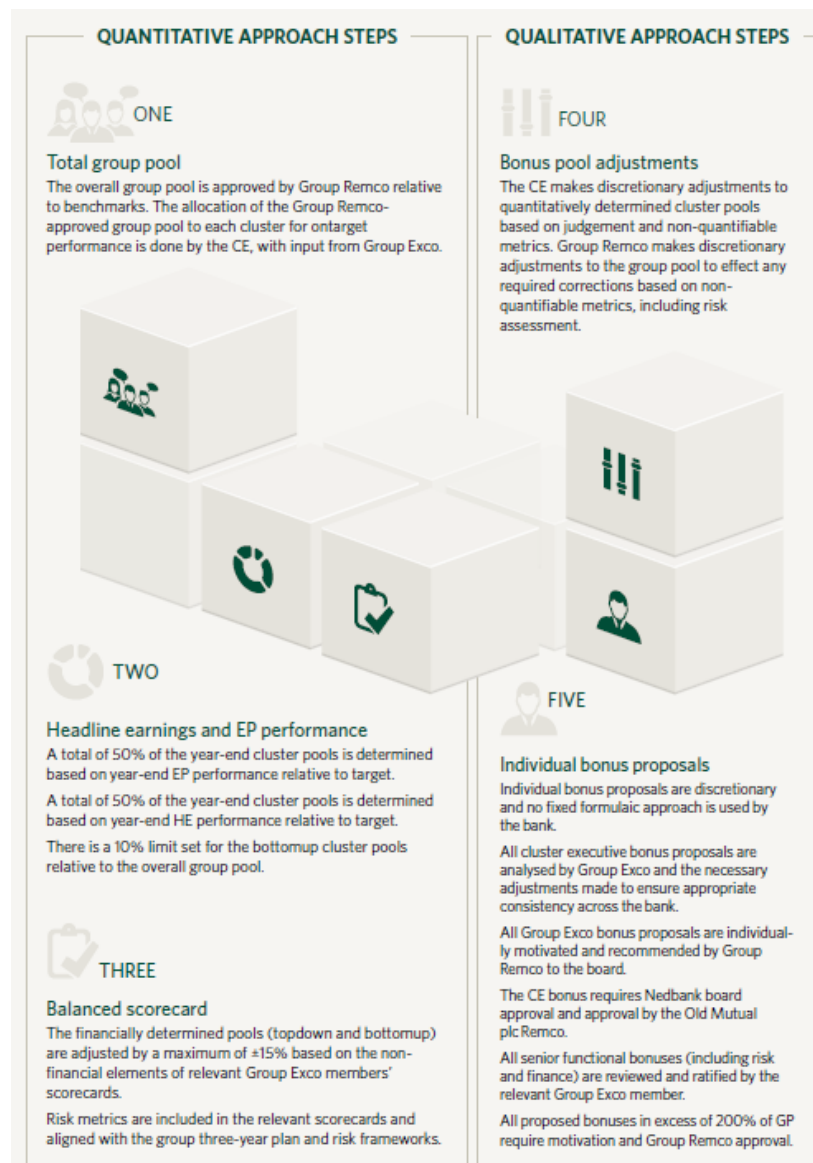 QUANTITATIVE APPROACH STEPS
ONE
Total group pool
The overall group pool is approved by Group Remco relative
to benchmarks. The allocation of the Group Remco-
approved group pool to each cluster for ontarget
performance is done by the CE, with input from Group Exco.
TWO
Headline earnings and EP performance
A total of 50% of the year-end cluster pools is determined
based on year-end EP performance relative to target.
A total of 50% of the year-end cluster pools is determined
based on year-end HE performance relative to target.
There is a 10% limit set for the bottomup cluster pools
relative to the overall group pool.
THREE
Balanced scorecard
The financially determined pools (topdown and bottomup)
are adjusted by a maximum of ±15% based on the non-
financial elements of relevant Group Exco members'
scorecards.
Risk metrics are included in the relevant scorecards and
aligned with the group three-year plan and risk frameworks.
QUALITATIVE APPROACH STEPS
FOUR
Bonus pool adjustments
The CE makes discretionary adjustments to
quantitatively determined cluster pools
based on judgement and non-quantifiable
metrics. Group Remco makes discretionary
adjustments to the group pool to effect any
required corrections based on non-
quantifiable metrics, including risk
assessment.
FIVE
Individual bonus proposals
Individual bonus proposals are discretionary
and no fixed formulaic approach is used by
the bank.
All cluster executive bonus proposals are
analysed by Group Exco and the necessary
adjustments made to ensure appropriate
consistency across the bank.
All Group Exco bonus proposals are individual-
ly motivated and recommended by Group
Remco to the board.
The CE bonus requires Nedbank board
approval and approval by the Old Mutual
plc Remco.
All senior functional bonuses (including risk
and finance) are reviewed and ratified by the
relevant Group Exco member.
All proposed bonuses in excess of 200% of GP
require motivation and Group Remco approval.